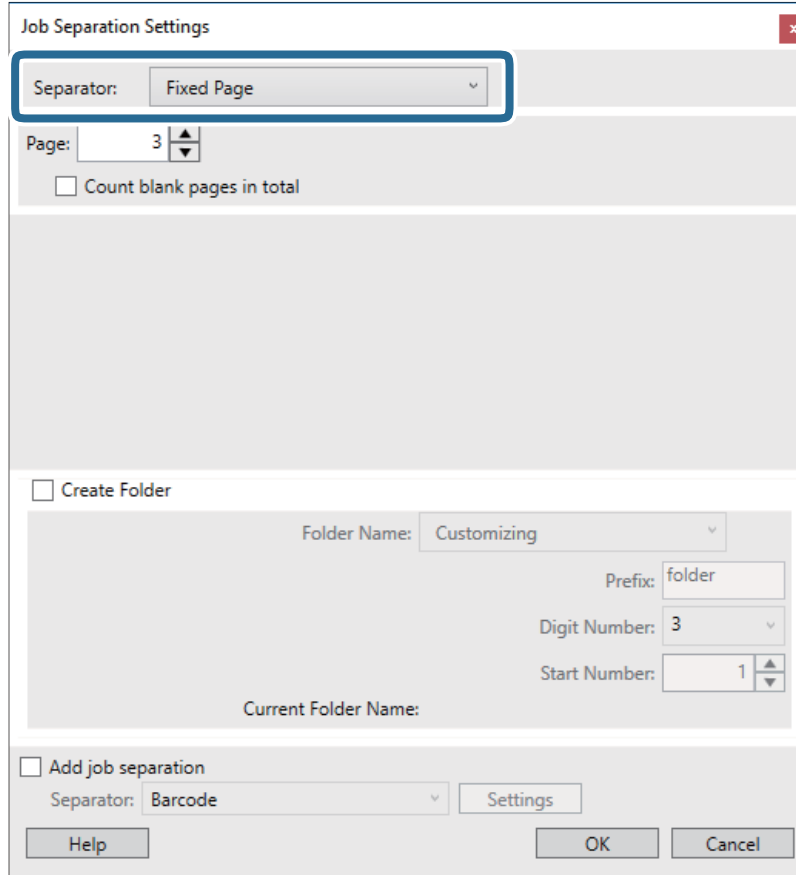 Job Separation Settings
Separator: Fixed Page
Page: 3
Count blank pages in total
Create Folder
Folder Name: Customizing
Prefix: folder
Digit Number: 3
Start Number: 1
Current Folder Name:
Add job separation
Separator: Barcode Settings
Help OK Cancel